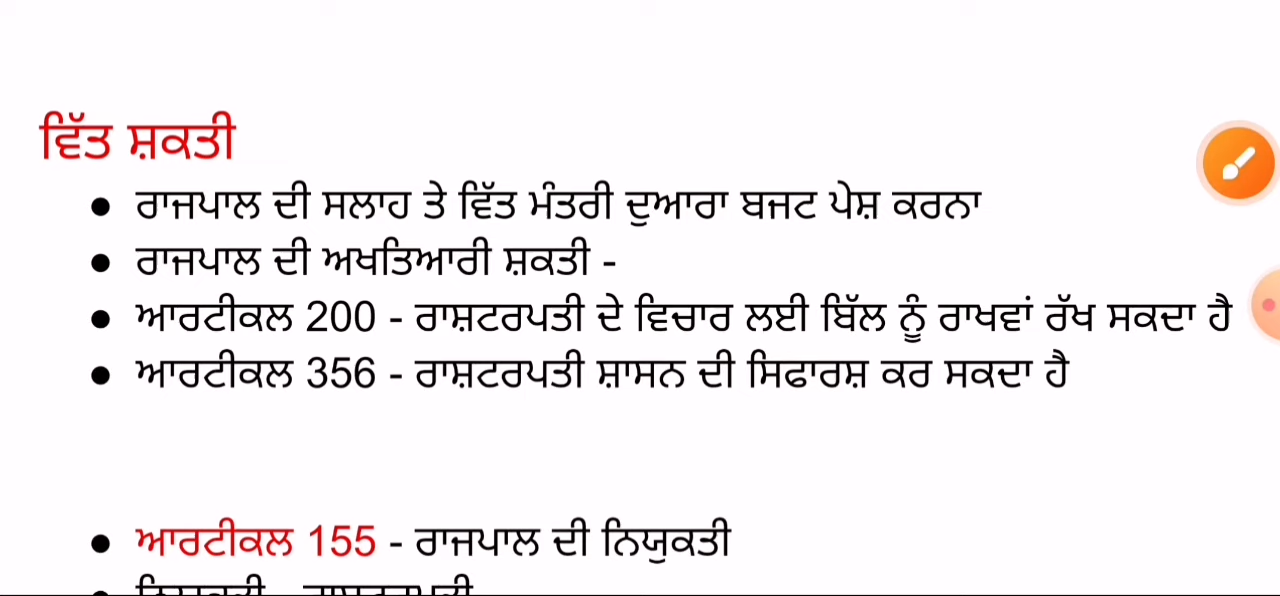 ਵਿੱਤ ਸ਼ਕਤੀ
● ਰਾਜਪਾਲ ਦੀ ਸਲਾਹ ਤੇ ਵਿੱਤ ਮੰਤਰੀ ਦੁਆਰਾ ਬਜਟ ਪੇਸ਼ ਕਰਨਾ
● ਰਾਜਪਾਲ ਦੀ ਅਖਤਿਆਰੀ ਸ਼ਕਤੀ -
● ਆਰਟੀਕਲ 200 - ਰਾਸ਼ਟਰਪਤੀ ਦੇ ਵਿਚਾਰ ਲਈ ਬਿੱਲ ਨੂੰ ਰਾਖਵਾਂ ਰੱਖ ਸਕਦਾ ਹੈ
● ਆਰਟੀਕਲ 356 - ਰਾਸ਼ਟਰਪਤੀ ਸ਼ਾਸਨ ਦੀ ਸਿਫਾਰਸ਼ ਕਰ ਸਕਦਾ ਹੈ
● ਆਰਟੀਕਲ 155 - ਰਾਜਪਾਲ ਦੀ ਨਿਯੁਕਤੀ